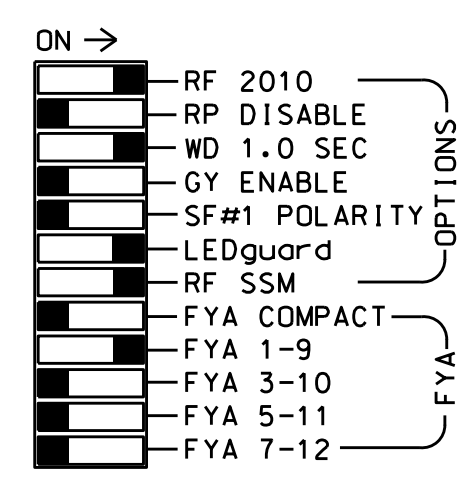 ON →
RF 2010
RP DISABLE
WD 1.0 SEC
GY ENABLE
SF#1 POLARITY
LEDguard
RF SSM
OPTIONS
FYA COMPACT
FYA 1-9
FYA 3-10
FYA 5-11
FYA 7-12
FYA